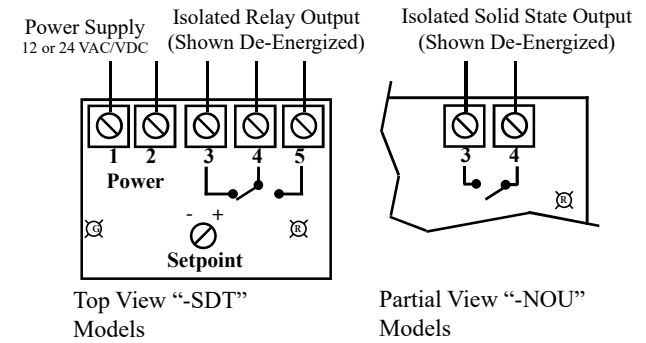 Power Supply
12 or 24 VAC/VDC
Isolated Relay Output
(Shown De-Energized)
Isolated Solid State Output
(Shown De-Energized)
1 2 3 4 5
Power
- +
G
R
Setpoint
3 4
R
Top View “-SDT”
Models
Partial View “-NOU”
Models